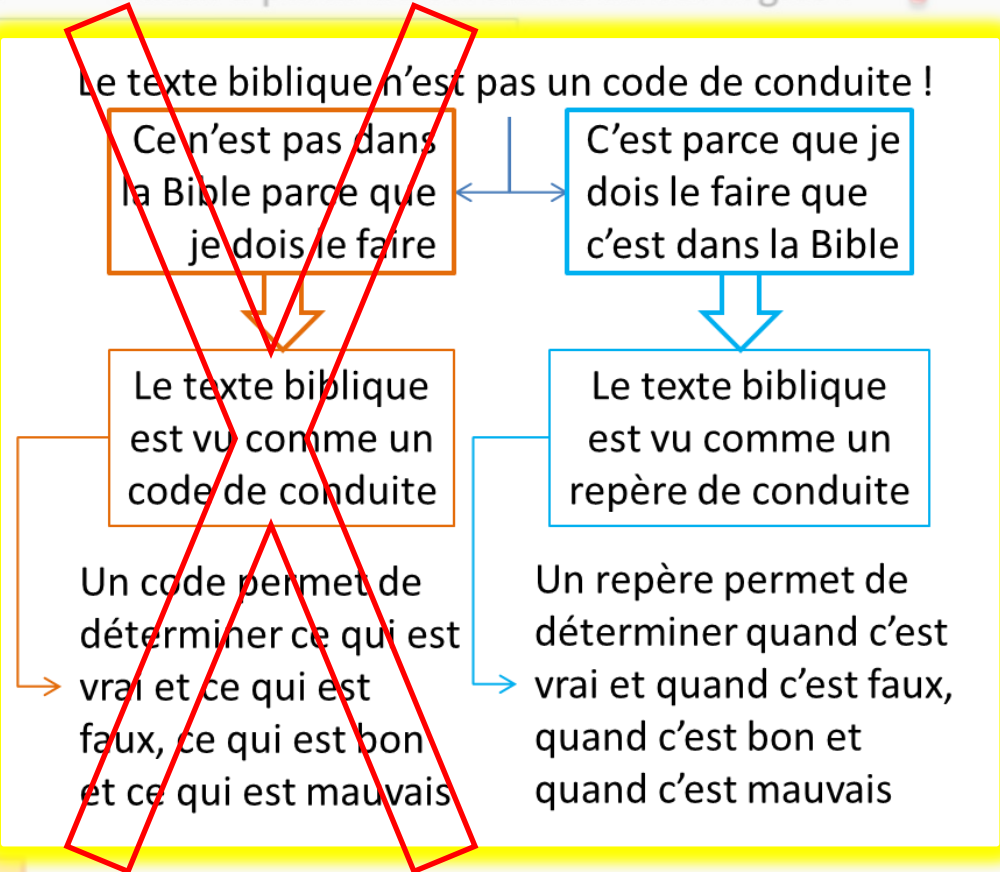 Le texte biblique n’est pas un code de conduite !
Ce n’est pas dans
la Bible parce que
je dois le faire
C’est parce que je
dois le faire que
c’est dans la Bible
Le texte biblique
est vu comme un
code de conduite
Le texte biblique
est vu comme un
repère de conduite
Un code permet de
déterminer ce qui est
vrai et ce qui est
faux, ce qui est bon
et ce qui est mauvais
Un repère permet de
déterminer quand c’est
vrai et quand c’est faux,
quand c’est bon et
quand c’est mauvais